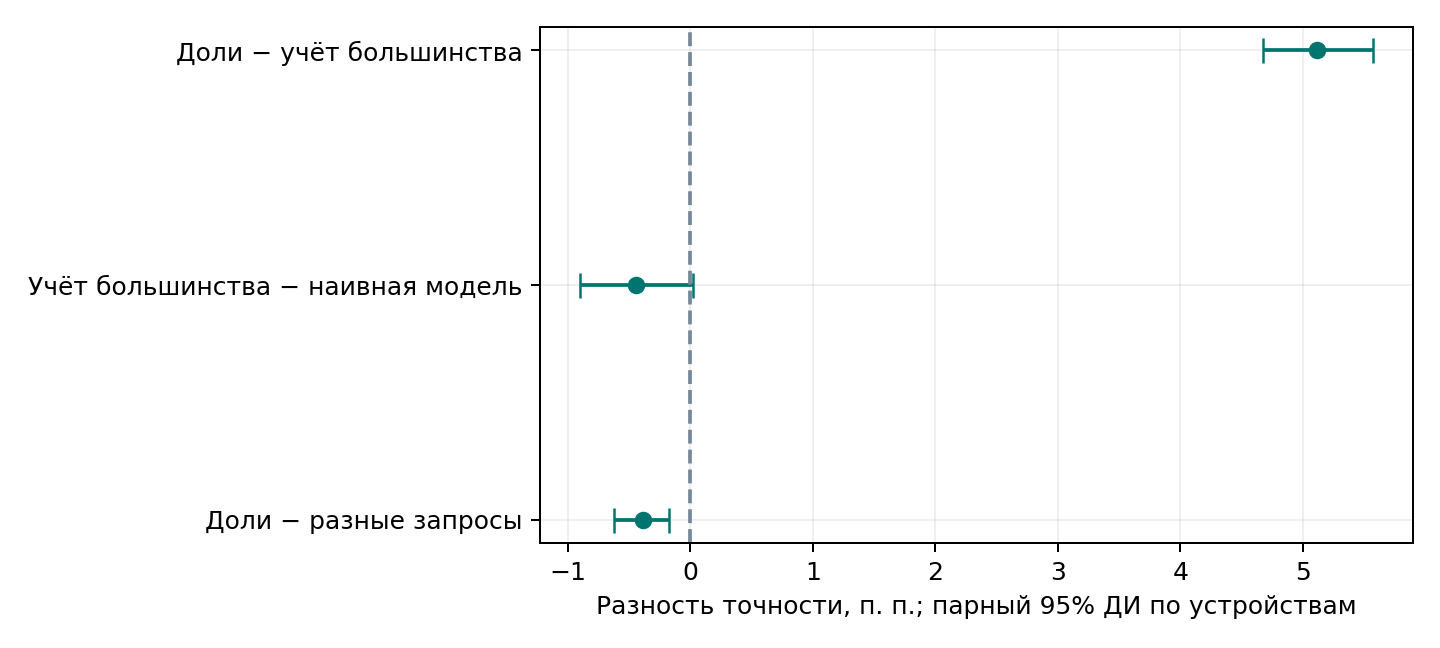 Доли − учёт большинства
Учёт большинства − наивная модель
Доли − разные запросы
−1 0 1 2 3 4 5
Разность точности, п. п.; парный 95% ДИ по устройствам